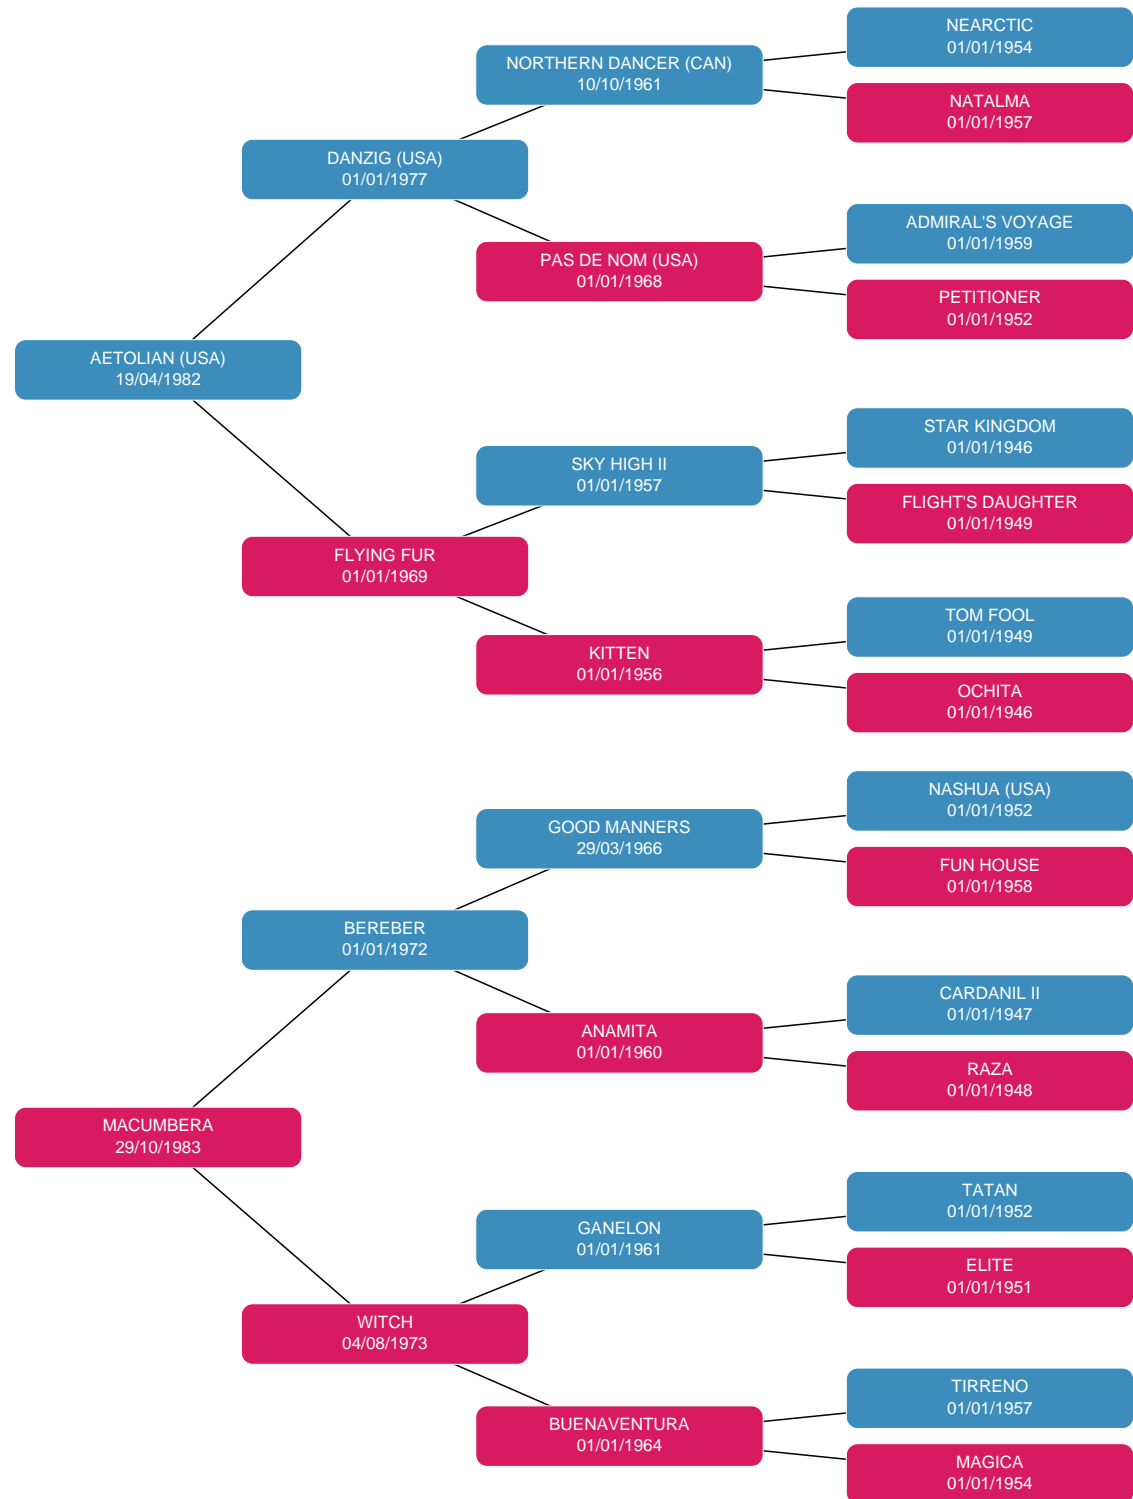 NEARCTIC
01/01/1954
NORTHERN DANCER (CAN)
10/10/1961
NATALMA
01/01/1957
DANZIG (USA)
01/01/1977
ADMIRAL'S VOYAGE
01/01/1959
PAS DE NOM (USA)
01/01/1968
PETITIONER
01/01/1952
AETOLIAN (USA)
19/04/1982
STAR KINGDOM
01/01/1946
SKY HIGH II
01/01/1957
FLIGHT'S DAUGHTER
01/01/1949
FLYING FUR
01/01/1969
TOM FOOL
01/01/1949
KITTEN
01/01/1956
OCHITA
01/01/1946
NASHUA (USA)
01/01/1952
GOOD MANNERS
29/03/1966
FUN HOUSE
01/01/1958
BEREBER
01/01/1972
CARDANIL II
01/01/1947
ANAMITA
01/01/1960
RAZA
01/01/1948
MACUMBERA
29/10/1983
TATAN
01/01/1952
GANELON
01/01/1961
ELITE
01/01/1951
WITCH
04/08/1973
TIRRENO
01/01/1957
BUENAVENTURA
01/01/1964
MAGICA
01/01/1954